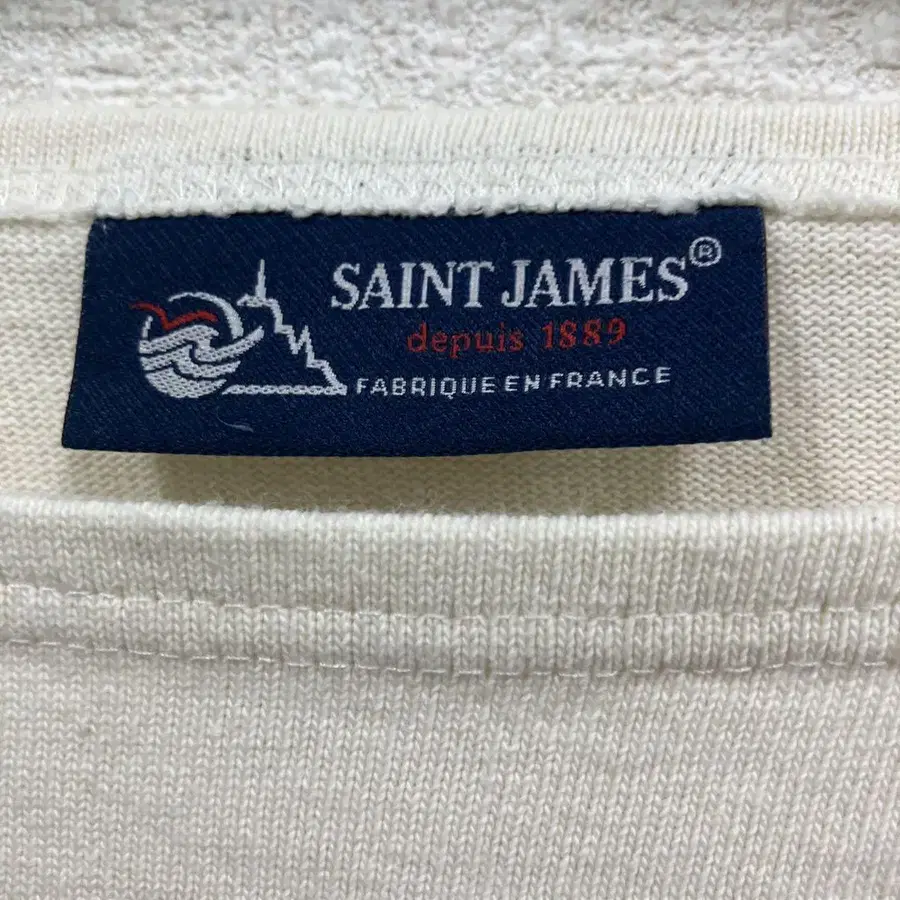 SAINT JAMES®
depuis 1889
FABRIQUE EN FRANCE